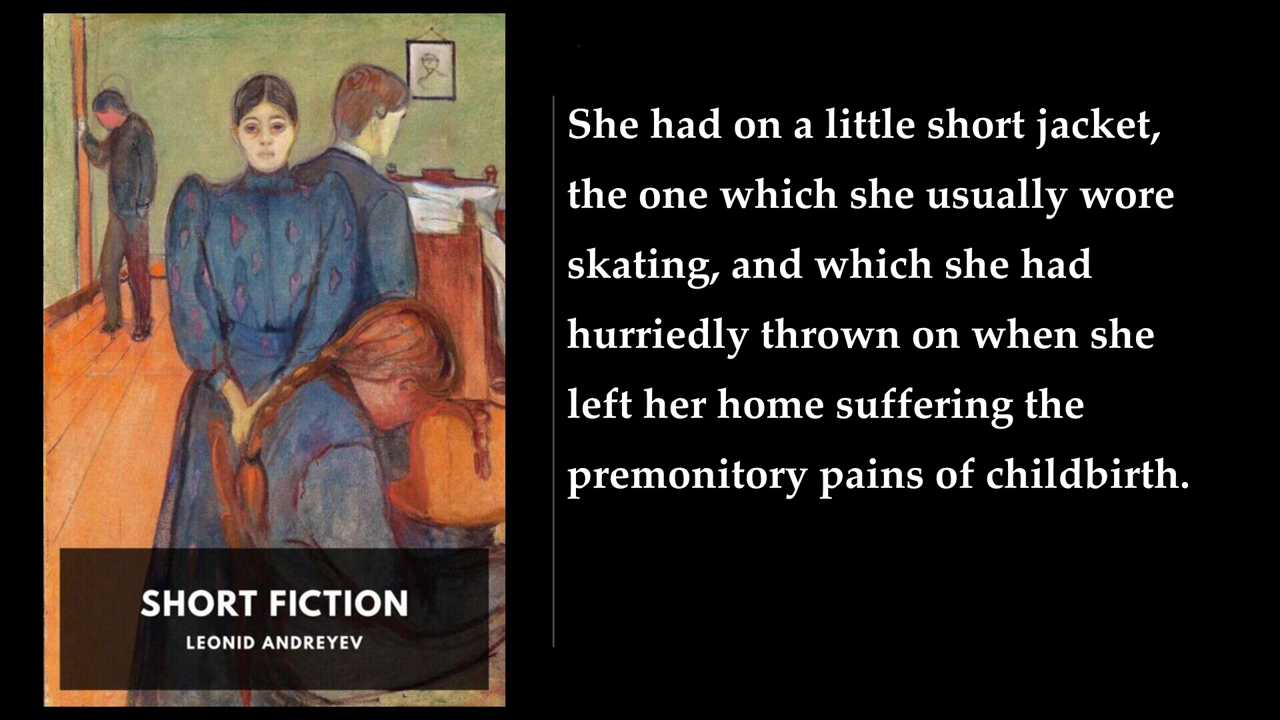 SHORT FICTION
LEONID ANDREYEV
She had on a little short jacket,
the one which she usually wore
skating, and which she had
hurriedly thrown on when she
left her home suffering the
premonitory pains of childbirth.